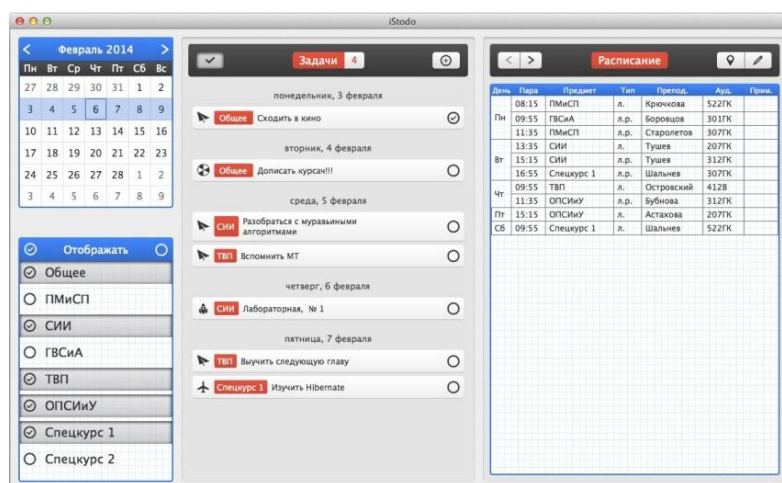 iStodo
Февраль 2014
Пн Вт Ср Чт Пт Сб Вс
27 28 29 30 31 1 2
3 4 5 6 7 8 9
10 11 12 13 14 15 16
17 18 19 20 21 22 23
24 25 26 27 28 1 2
3 4 5 6 7 8 9
Отображать
Общее
ПМиСП
СИИ
ГВСиА
ТВП
ОПСИиУ
Спецкурс 1
Спецкурс 2
Задачи 4
понедельник, 3 февраля
Общее Сходить в кино
вторник, 4 февраля
Общее Дописать курсач!!!
среда, 5 февраля
СИИ Разобраться с муравьиными
алгоритмами
ТВП Вспомнить МТ
четверг, 6 февраля
СИИ Лабораторная, № 1
пятница, 7 февраля
ТВП Выучить следующую главу
Спецкурс 1 Изучить Hibernate
Расписание
День Пара Предмет Тип Препод. Ауд. Прим.
Пн 08:15 ПМиСП л. Крючкова 522ГК
09:55 ГВСиА л.р. Боровцов 301ГК
11:35 ПМиСП л.р. Старолетов 307ГК
Вт 13:35 СИИ л. Тушев 207ГК
15:15 СИИ л.р. Тушев 312ГК
16:55 Спецкурс 1 л.р. Шальнев 307ГК
Чт 09:55 ТВП л. Островский 412В
11:35 ОПСИиУ л.р. Бубнова 312ГК
Пт 15:15 ОПСИиУ л. Астахова 207ГК
Сб 09:55 Спецкурс 1 л. Шальнев 522ГК